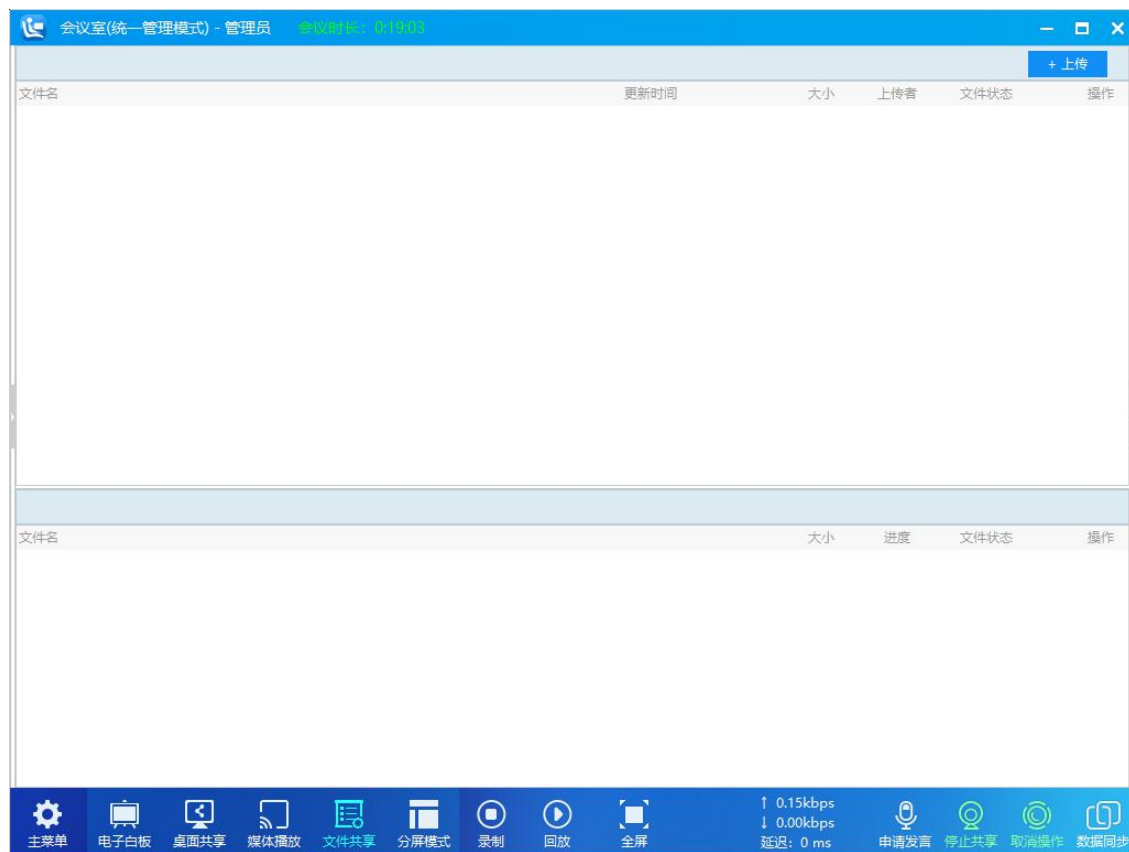 会议室(统一管理模式) - 管理员 会议时长：0:19:03
+ 上传
文件名 更新时间 大小 上传者 文件状态 操作
文件名 大小 进度 文件状态 操作
↑ 0.15kbps
↓ 0.00kbps
延迟：0 ms
主菜单 电子白板 桌面共享 媒体播放 文件共享 分屏模式 录制 回放 全屏 申请发言 停止共享 取消操作 数据同步